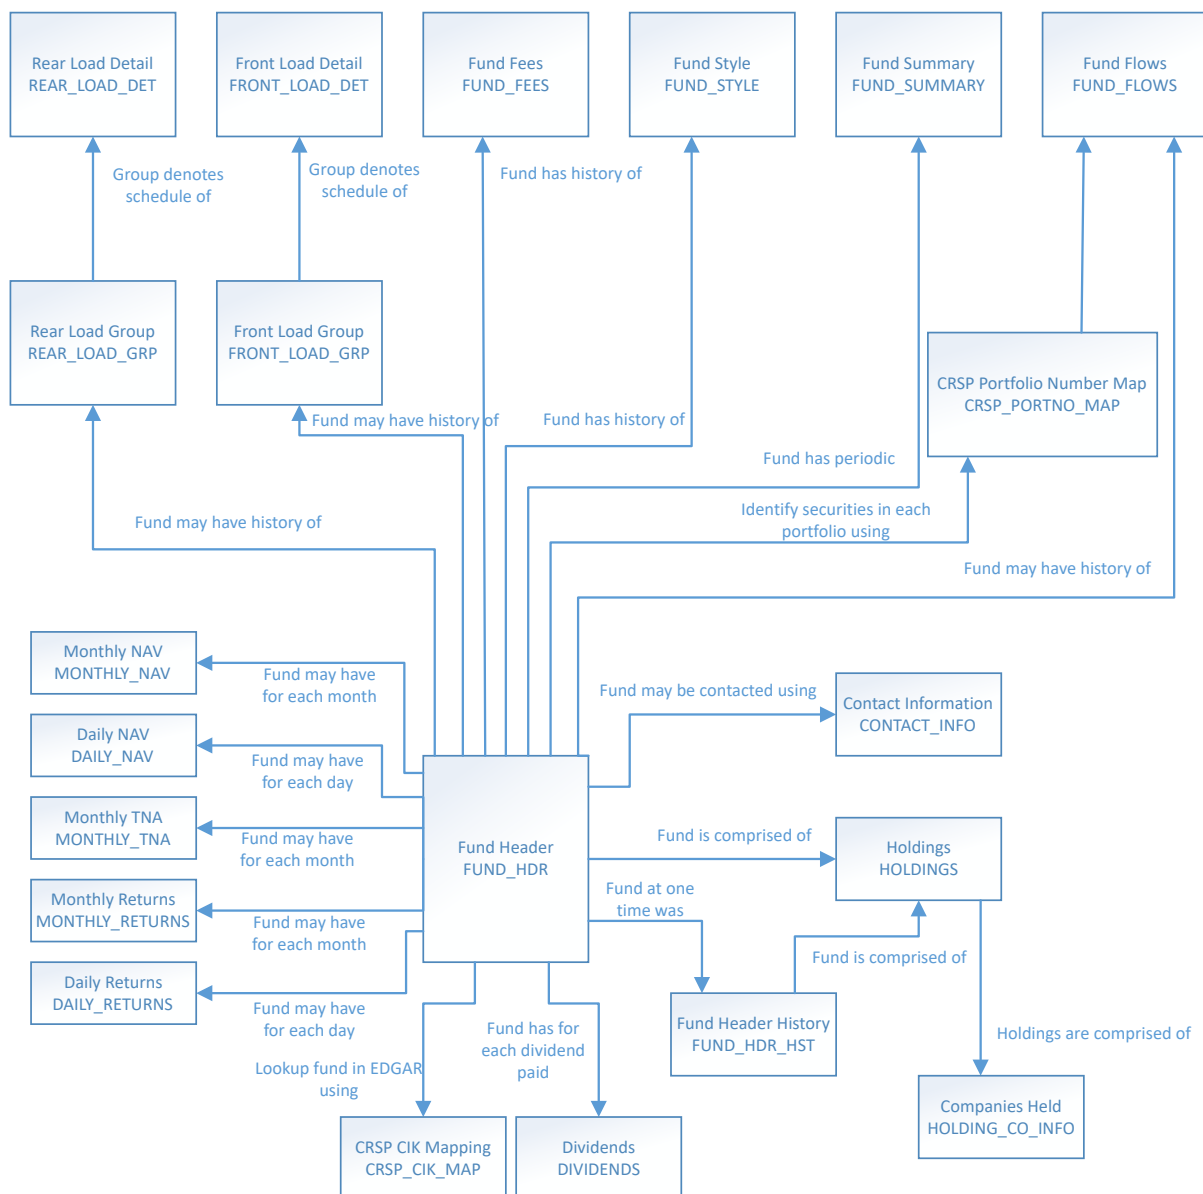 Rear Load Detail
REAR_LOAD_DET
Front Load Detail
FRONT_LOAD_DET
Fund Fees
FUND_FEES
Fund Style
FUND_STYLE
Fund Summary
FUND_SUMMARY
Fund Flows
FUND_FLOWS
Group denotes
schedule of
Group denotes
schedule of
Fund has history of
Rear Load Group
REAR_LOAD_GRP
Front Load Group
FRONT_LOAD_GRP
CRSP Portfolio Number Map
CRSP_PORTNO_MAP
Fund may have history of
Fund has history of
Fund has periodic
Fund may have history of
Identify securities in each
portfolio using
Fund may have history of
Monthly NAV
MONTHLY_NAV
Fund may have
for each month
Daily NAV
DAILY_NAV
Fund may have
for each day
Monthly TNA
MONTHLY_TNA
Fund may have
for each month
Monthly Returns
MONTHLY_RETURNS
Fund may have
for each month
Daily Returns
DAILY_RETURNS
Fund may have
for each day
Fund Header
FUND_HDR
Fund may be contacted using
Contact Information
CONTACT_INFO
Fund is comprised of
Holdings
HOLDINGS
Fund at one
time was
Fund is comprised of
Fund Header History
FUND_HDR_HST
Holdings are comprised of
Companies Held
HOLDING_CO_INFO
Lookup fund in EDGAR
using
Fund has for
each dividend
paid
CRSP CIK Mapping
CRSP_CIK_MAP
Dividends
DIVIDENDS